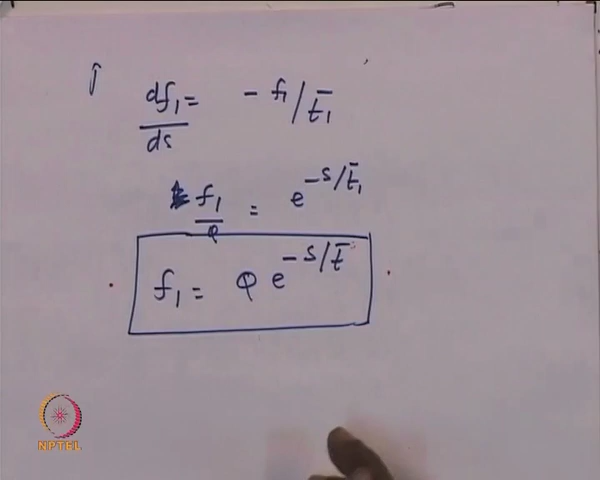 df₁/ds = - f₁/t̄₁
f₁/Q = e^{-s/t̄₁}
f₁ = Q e^{-s/t̄}
NPTEL